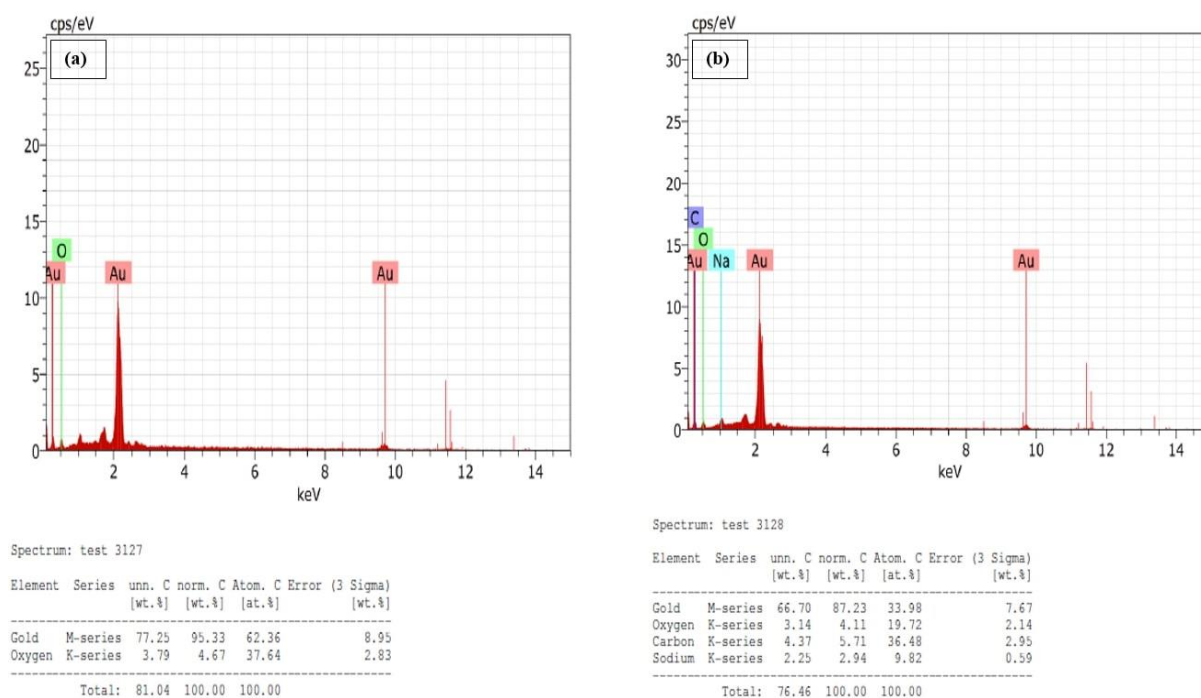 cps/eV
(a)
25
20
15
10
5
0
O
Au
Au
Au
2
4
6
8
10
12
14
keV
Spectrum: test 3127
Element Series unn. C norm. C Atom. C Error (3 Sigma)
[wt.%] [wt.%] [at.%] [wt.%]
Gold M-series 77.25 95.33 62.36 8.95
Oxygen K-series 3.79 4.67 37.64 2.83
Total: 81.04 100.00 100.00
cps/eV
(b)
30
25
20
15
10
5
0
C
O
Au
Na
Au
Au
2
4
6
8
10
12
14
keV
Spectrum: test 3128
Element Series unn. C norm. C Atom. C Error (3 Sigma)
[wt.%] [wt.%] [at.%] [wt.%]
Gold M-series 66.70 87.23 33.98 7.67
Oxygen K-series 3.14 4.11 19.72 2.14
Carbon K-series 4.37 5.71 36.48 2.95
Sodium K-series 2.25 2.94 9.82 0.59
Total: 76.46 100.00 100.00